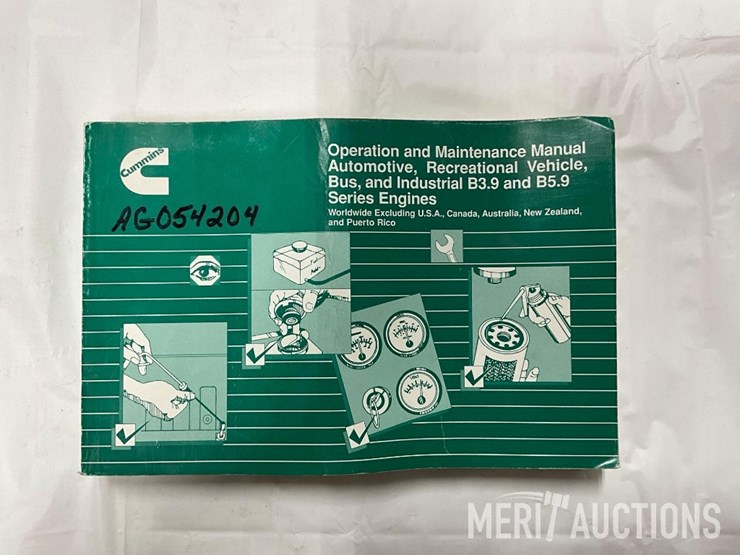 Cummins
Operation and Maintenance Manual
Automotive, Recreational Vehicle,
Bus, and Industrial B3.9 and B5.9
Series Engines
Worldwide Excluding U.S.A., Canada, Australia, New Zealand,
and Puerto Rico
AG054204
MERIT AUCTIONS